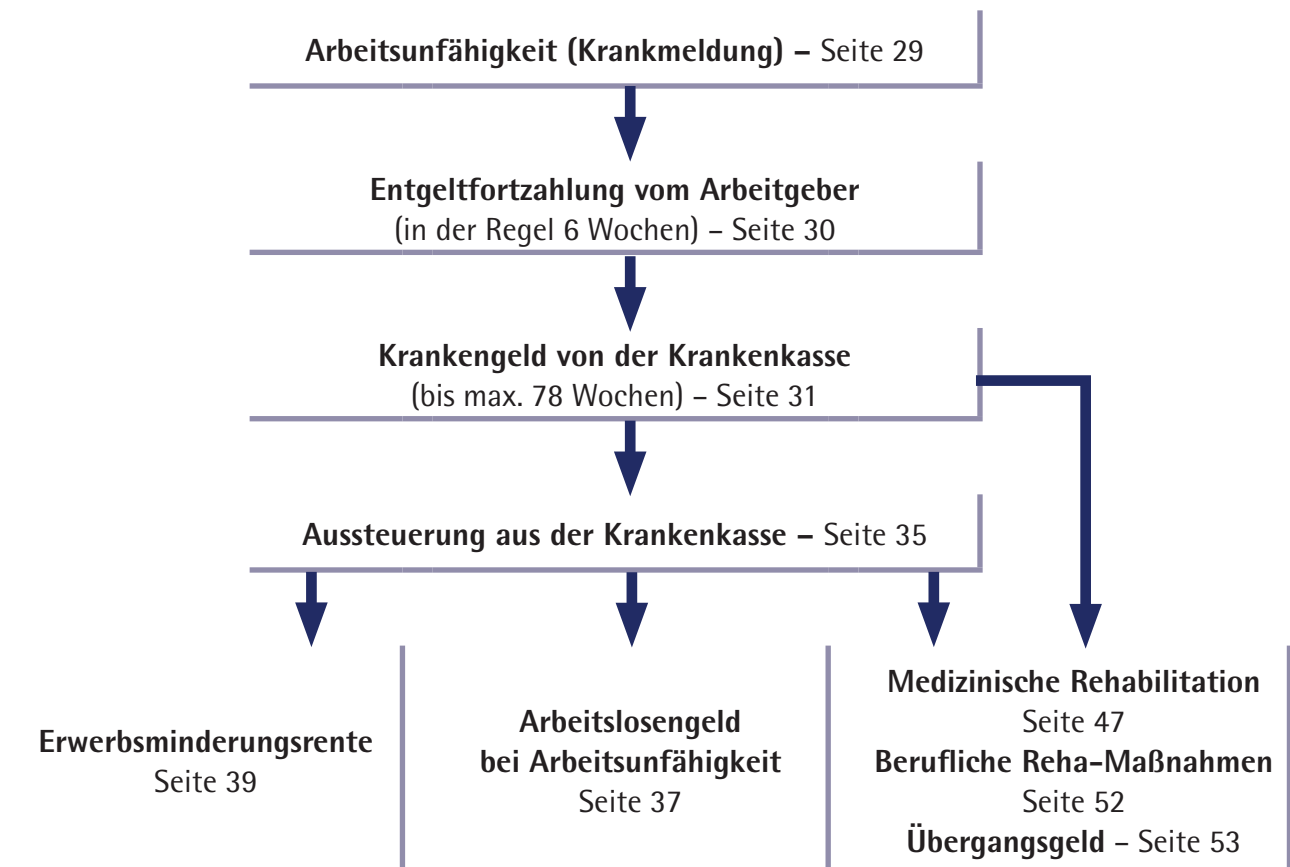 Arbeitsunfähigkeit (Krankmeldung) – Seite 29
Entgeltfortzahlung vom Arbeitgeber
(in der Regel 6 Wochen) – Seite 30
Krankengeld von der Krankenkasse
(bis max. 78 Wochen) – Seite 31
Aussteuerung aus der Krankenkasse – Seite 35
Erwerbsminderungsrente
Seite 39
Arbeitslosengeld
bei Arbeitsunfähigkeit
Seite 37
Medizinische Rehabilitation
Seite 47
Berufliche Reha-Maßnahmen
Seite 52
Übergangsgeld – Seite 53